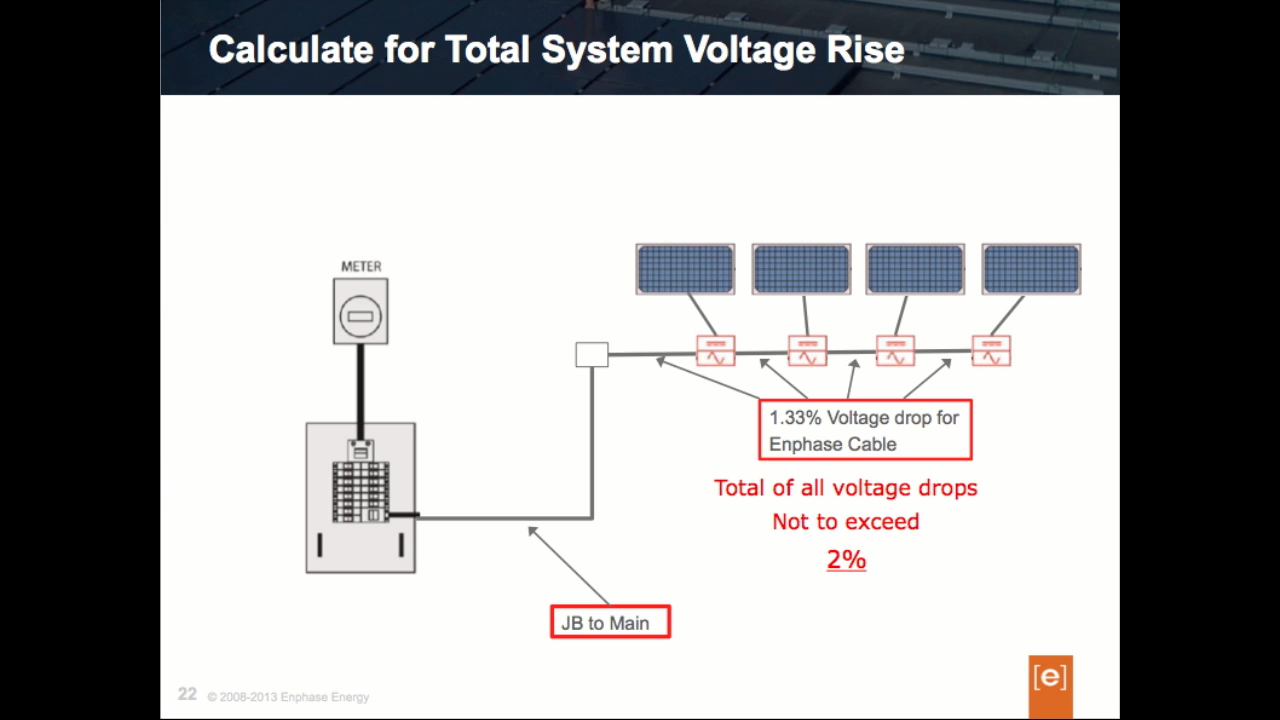 Calculate for Total System Voltage Rise
METER
1.33% Voltage drop for
Enphase Cable
Total of all voltage drops
Not to exceed
2%
JB to Main
22 © 2008-2013 Enphase Energy
[e]